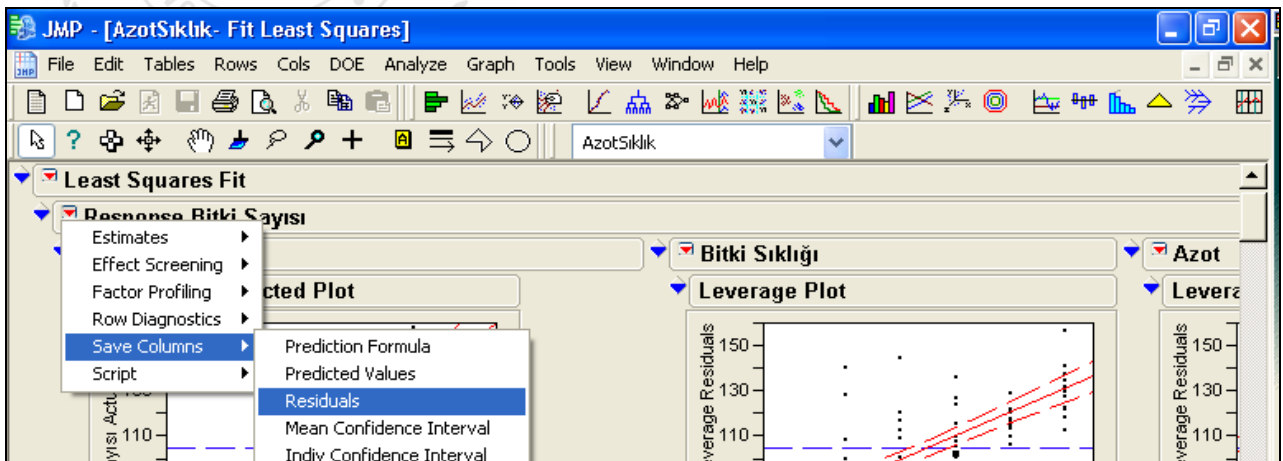 JMP - [AzotSıklık- Fit Least Squares]
File Edit Tables Rows Cols DOE Analyze Graph Tools View Window Help
AzotSıklık
Least Squares Fit
Response Bitki Sayısı
Estimates
Effect Screening
Factor Profiling
Row Diagnostics
Save Columns
Script
Prediction Formula
Predicted Values
Residuals
Mean Confidence Interval
Indiv Confidence Interval
cted Plot
110
Bitki Sıklığı
Leverage Plot
150
130
110
everage Residuals
Azot
Levera
150
130
110
everage Residuals